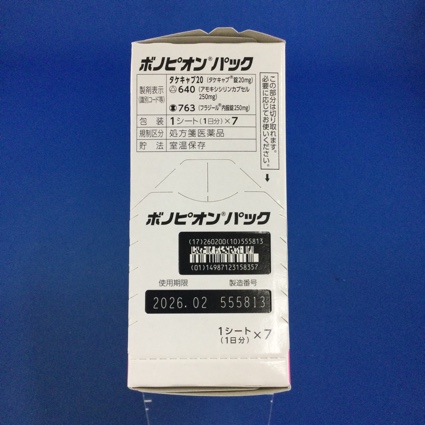 ボノピオン®パック
製剤表示
(識別コード等)
タケキャブ20 (タケキャブ®錠20mg)
640 (アモキシシリンカプセル
250mg)
763 (フラジール®内服錠250mg)
包装 1シート(1日分)×7
規制区分 処方箋医薬品
貯法 室温保存
この部分は切り取れます。
必要に応じてお使いください。
ボノピオン®パック
(17)260200(10)555813
(01)14987123158357
使用期限 製造番号
2026.02 555813
1シート
(1日分)
×7